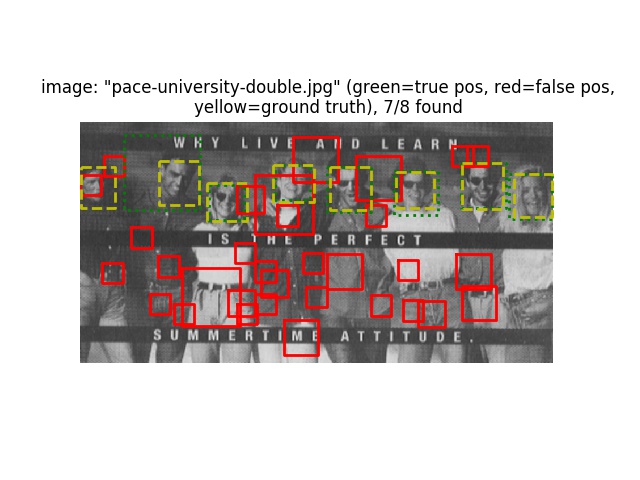 image: "pace-university-double.jpg" (green=true pos, red=false pos,
yellow=ground truth), 7/8 found
WHY LIVE AND LEARN
IS THE PERFECT
SUMMERTIME ATTITUDE.